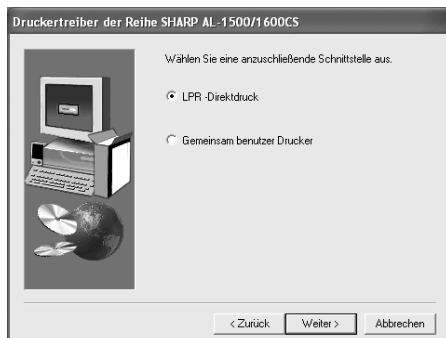 Druckertreiber der Reihe SHARP AL-1500/1600CS
Wählen Sie eine anzuschließende Schnittstelle aus.
LPR -Direktdruck
Gemeinsam benutzer Drucker
< Zurück
Weiter >
Abbrechen